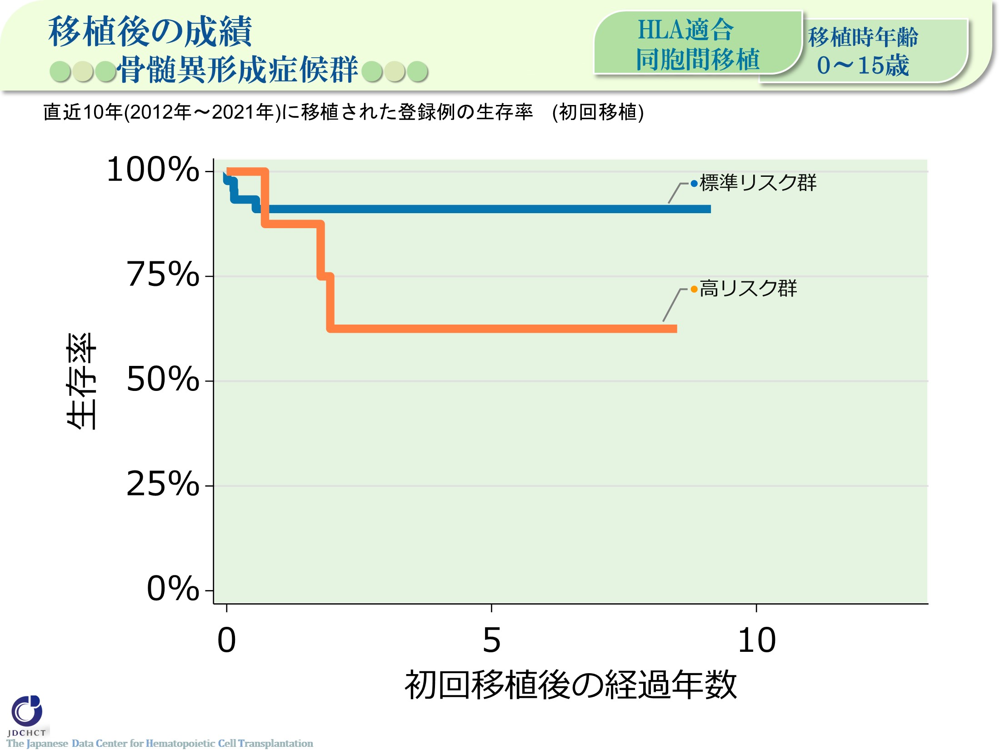 移植後の成績
骨髄異形成症候群
HLA適合
同胞間移植
移植時年齢
0〜15歳
直近10年(2012年〜2021年)に移植された登録例の生存率　(初回移植)
100%
75%
50%
25%
0%
生存率
標準リスク群
高リスク群
0
5
10
初回移植後の経過年数
JDCHCT
The Japanese Data Center for Hematopoietic Cell Transplantation